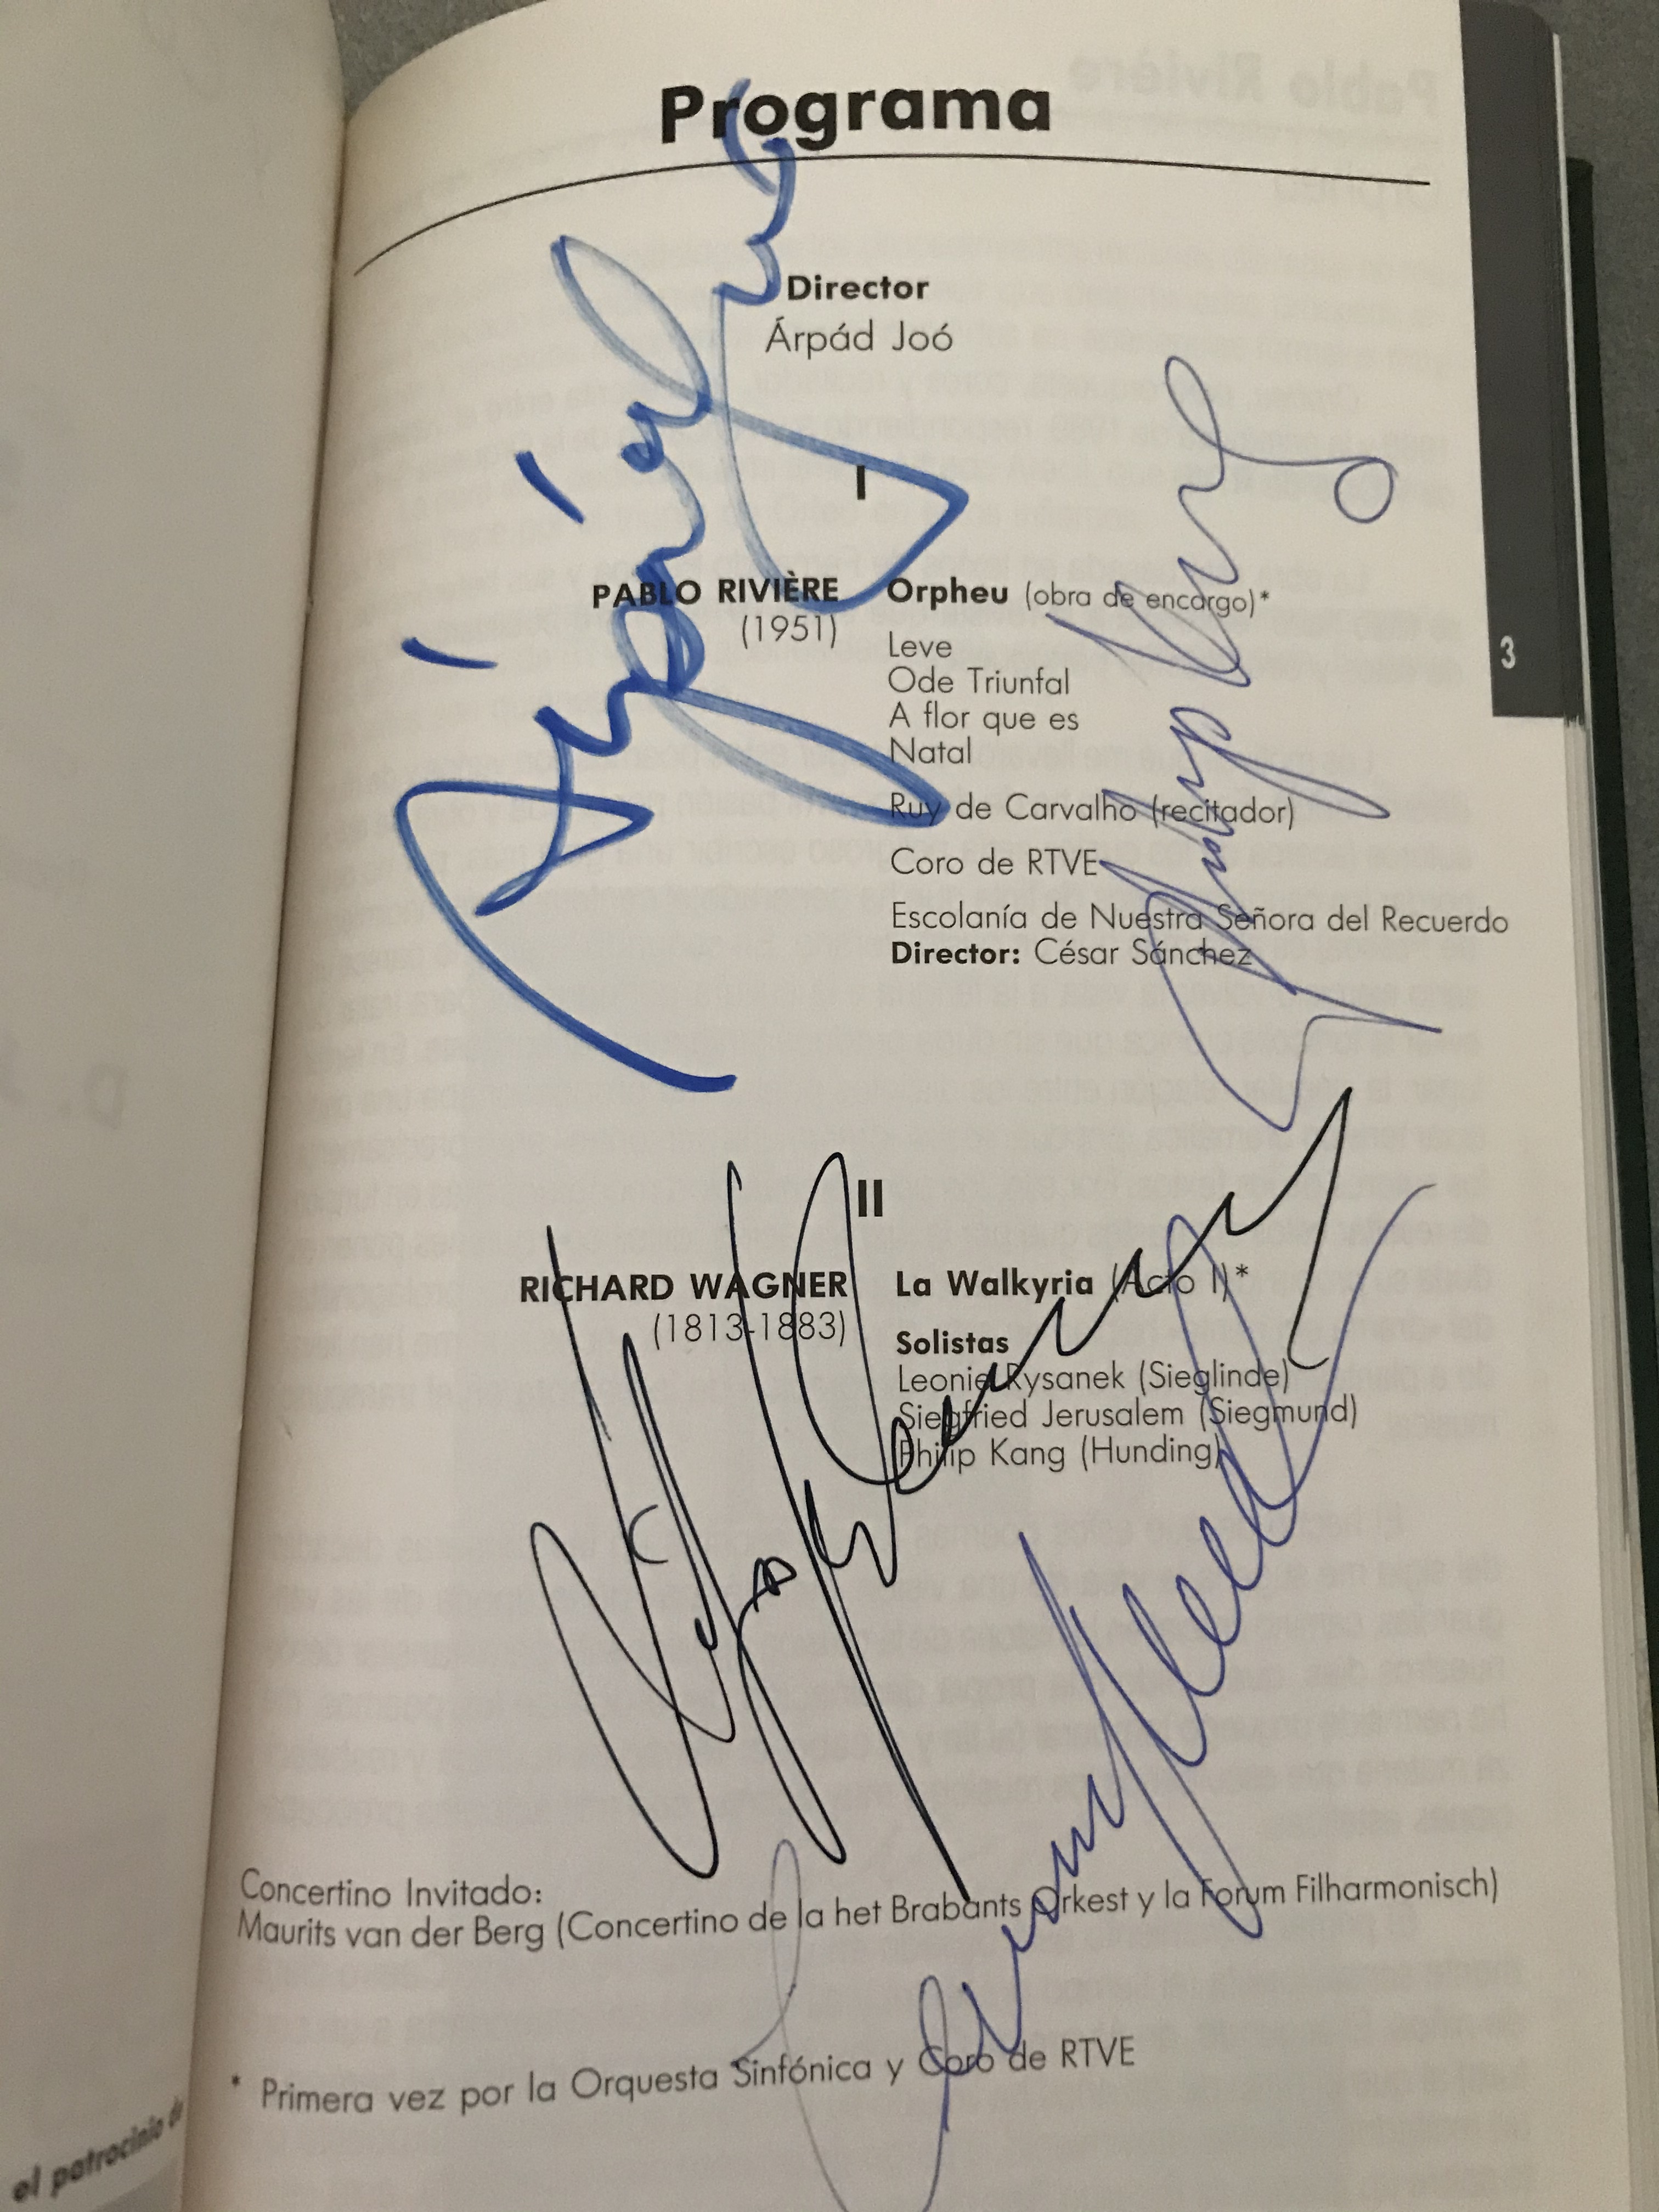 Programa
Director
Árpád Joó
I
PABLO RIVIÈRE Orpheu (obra de encargo)*
(1951)
Leve
Ode Triunfal
A flor que es
Natal
Ruy de Carvalho (recitador)
Coro de RTVE
Escolanía de Nuestra Señora del Recuerdo
Director: César Sánchez
3
II
RICHARD WAGNER La Walkyria (Acto I)*
(1813-1883)
Solistas
Leonie Rysanek (Sieglinde)
Siegfried Jerusalem (Siegmund)
Philip Kang (Hunding)
Concertino Invitado:
Maurits van der Berg (Concertino de la het Brabants Orkest y la Forum Filharmonisch)
* Primera vez por la Orquesta Sinfónica y Coro de RTVE
el patrocinio de